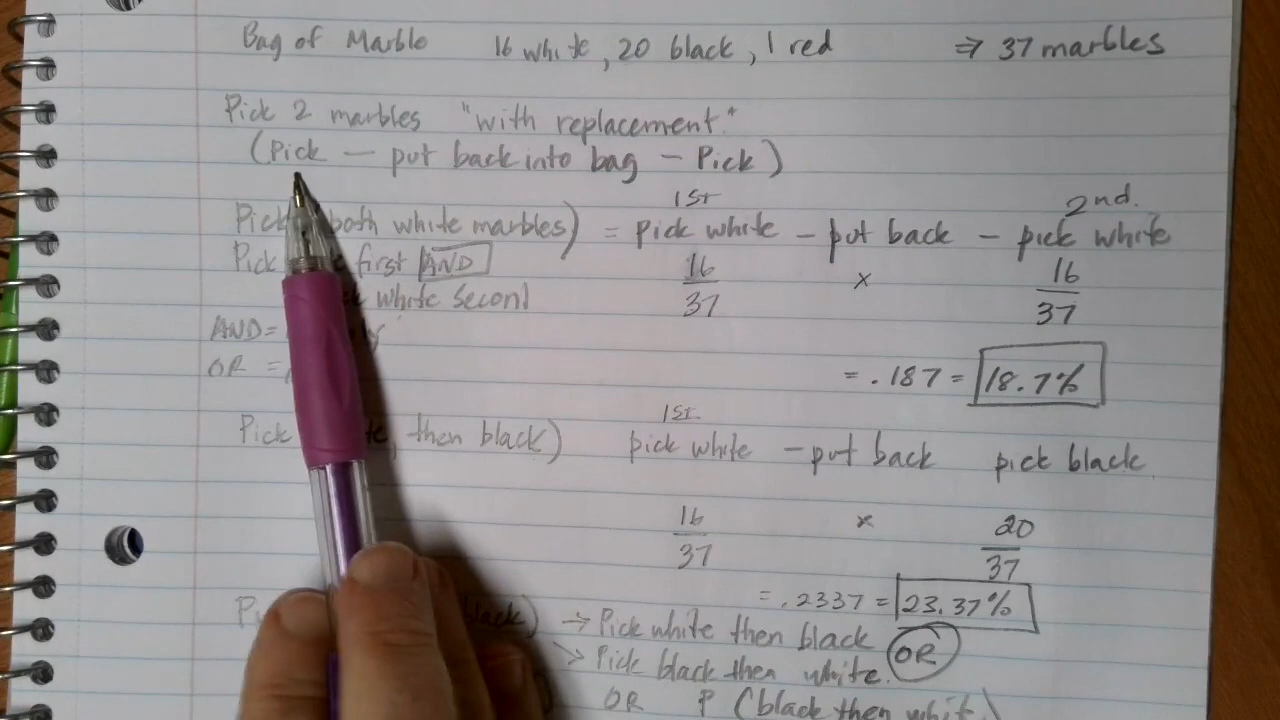 Bag of Marble 16 white, 20 black, 1 red ⇒ 37 marbles
Pick 2 marbles "with replacement."
(Pick — put back into bag — Pick)
1st 2nd.
Pick both white marbles) = pick white — put back — pick white
Pick first AND 16/37 x 16/37
white second
AND=
OR = = .187 = 18.7%
1st
Pick , then black) pick white — put back pick black
16/37 x 20/37
= .2337 = 23.37%
black) → Pick white then black OR
→ Pick black then white.
OR P (black then whit )